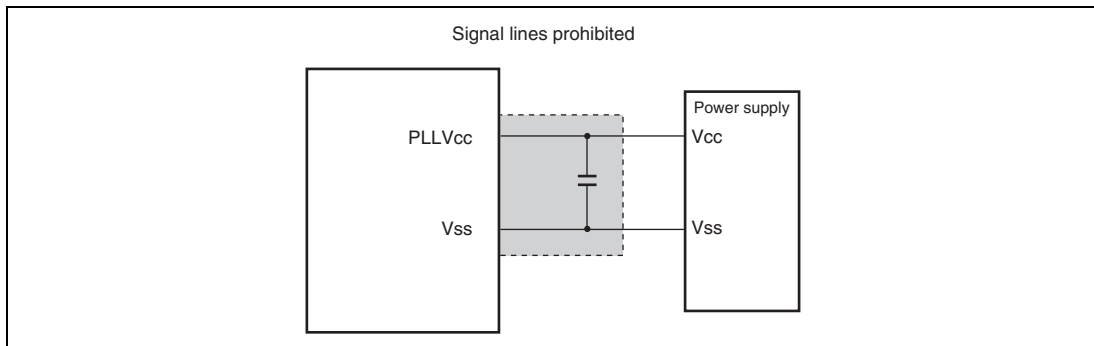 Signal lines prohibited
Power supply
PLLVcc
Vcc
Vss
Vss